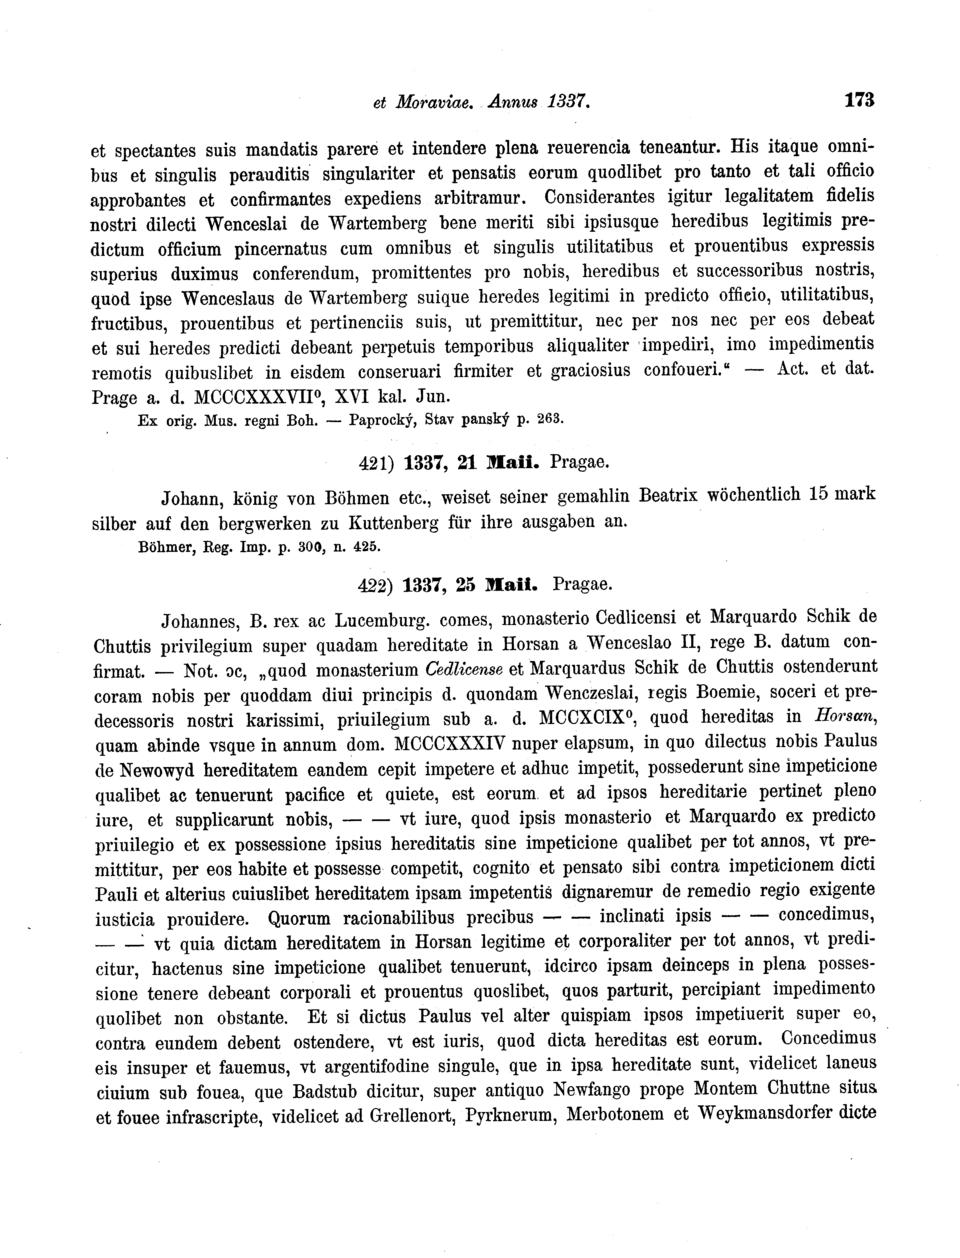 et Moraviae. Annus 1337. 173
et spectantes suis mandatis parere et intendere plena reuerencia teneantur. His itaque omni-
bus et singulis perauditis singulariter et pensatis eorum quodlibet pro tanto et tali officio
approbantes et confirmantes expediens arbitramur. Considerantes igitur legalitatem fidelis
nostri dilecti Wenceslai de Wartemberg bene meriti sibi ipsiusque heredibus legitimis pre-
dictum officium pincernatus cum omnibus et singulis utilitatibus et prouentibus expressis
superius duximus conferendum, promittentes pro nobis, heredibus et successoribus nostris,
quod ipse Wenceslaus de Wartemberg suique heredes legitimi in predicto officio, utilitatibus,
fructibus, prouentibus et pertinenciis suis, ut premittitur, nec per nos nec per eos debeat
et sui heredes predicti debeant perpetuis temporibus aliqualiter impediri, imo impedimentis
remotis quibuslibet in eisdem conseruari firmiter et graciosius confoueri.“ — Act. et dat.
Prage a. d. MCCCXXXVII⁰, XVI kal. Jun.
Ex orig. Mus. regni Boh. — Paprocký, Stav panský p. 263.
421) 1337, 21 Maii. Pragae.
Johann, könig von Böhmen etc., weiset seiner gemahlin Beatrix wöchentlich 15 mark
silber auf den bergwerken zu Kuttenberg für ihre ausgaben an.
Böhmer, Reg. Imp. p. 300, n. 425.
422) 1337, 25 Maii. Pragae.
Johannes, B. rex ac Lucemburg. comes, monasterio Cedlicensi et Marquardo Schik de
Chuttis privilegium super quadam hereditate in Horsan a Wenceslao II, rege B. datum con-
firmat. — Not. ɔc, „quod monasterium Cedlicense et Marquardus Schik de Chuttis ostenderunt
coram nobis per quoddam diui principis d. quondam Wenczeslai, regis Boemie, soceri et pre-
decessoris nostri karissimi, priuilegium sub a. d. MCCXCIX⁰, quod hereditas in Horsan,
quam abinde vsque in annum dom. MCCCXXXIV nuper elapsum, in quo dilectus nobis Paulus
de Newowyd hereditatem eandem cepit impetere et adhuc impetit, possederunt sine impeticione
qualibet ac tenuerunt pacifice et quiete, est eorum et ad ipsos hereditarie pertinet pleno
iure, et supplicarunt nobis, — — vt iure, quod ipsis monasterio et Marquardo ex predicto
priuilegio et ex possessione ipsius hereditatis sine impeticione qualibet per tot annos, vt pre-
mittitur, per eos habite et possesse competit, cognito et pensato sibi contra impeticionem dicti
Pauli et alterius cuiuslibet hereditatem ipsam impetentis dignaremur de remedio regio exigente
iusticia prouidere. Quorum racionabilibus precibus — — inclinati ipsis — — concedimus,
— — vt quia dictam hereditatem in Horsan legitime et corporaliter per tot annos, vt predi-
citur, hactenus sine impeticione qualibet tenuerunt, idcirco ipsam deinceps in plena posses-
sione tenere debeant corporali et prouentus quoslibet, quos parturit, percipiant impedimento
quolibet non obstante. Et si dictus Paulus vel alter quispiam ipsos impetiuerit super eo,
contra eundem debent ostendere, vt est iuris, quod dicta hereditas est eorum. Concedimus
eis insuper et fauemus, vt argentifodine singule, que in ipsa hereditate sunt, videlicet laneus
ciuium sub fouea, que Badstub dicitur, super antiquo Newfango prope Montem Chuttne situs
et fouee infrascripte, videlicet ad Grellenort, Pyrknerum, Merbotonem et Weykmansdorfer dicte